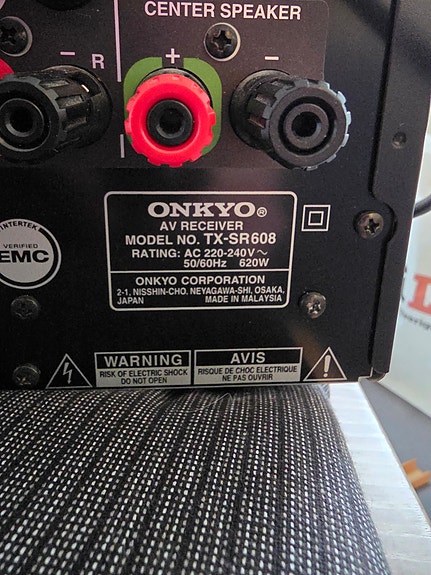 CENTER SPEAKER
R
+
−
−
ONKYO®
AV RECEIVER
MODEL NO. TX-SR608
RATING: AC 220-240V ~
50/60Hz 620W
ONKYO CORPORATION
2-1, NISSHIN-CHO, NEYAGAWA-SHI, OSAKA,
JAPAN MADE IN MALAYSIA
INTERTEK
VERIFIED
EMC
WARNING
RISK OF ELECTRIC SHOCK
DO NOT OPEN
AVIS
RISQUE DE CHOC ELECTRIQUE
NE PAS OUVRIR
!